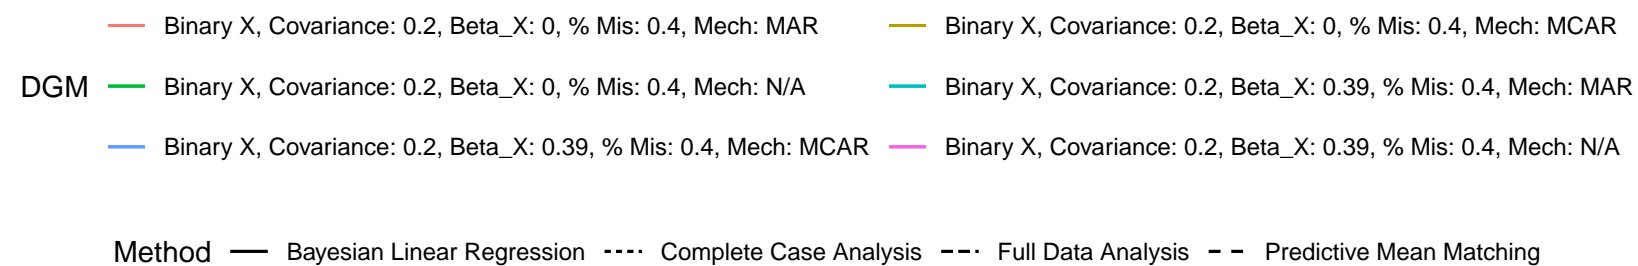 Binary X, Covariance: 0.2, Beta_X: 0, % Mis: 0.4, Mech: MAR Binary X, Covariance: 0.2, Beta_X: 0, % Mis: 0.4, Mech: MCAR
DGM Binary X, Covariance: 0.2, Beta_X: 0, % Mis: 0.4, Mech: N/A Binary X, Covariance: 0.2, Beta_X: 0.39, % Mis: 0.4, Mech: MAR
Binary X, Covariance: 0.2, Beta_X: 0.39, % Mis: 0.4, Mech: MCAR Binary X, Covariance: 0.2, Beta_X: 0.39, % Mis: 0.4, Mech: N/A
Method Bayesian Linear Regression Complete Case Analysis Full Data Analysis Predictive Mean Matching